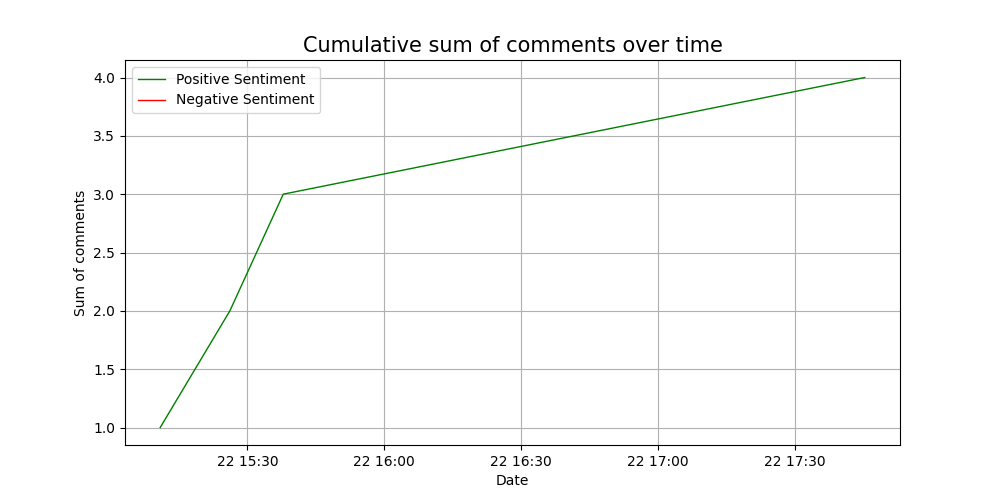 Cumulative sum of comments over time
Positive Sentiment
Negative Sentiment
4.0
3.5
3.0
2.5
2.0
1.5
1.0
Sum of comments
22 15:30 22 16:00 22 16:30 22 17:00 22 17:30
Date